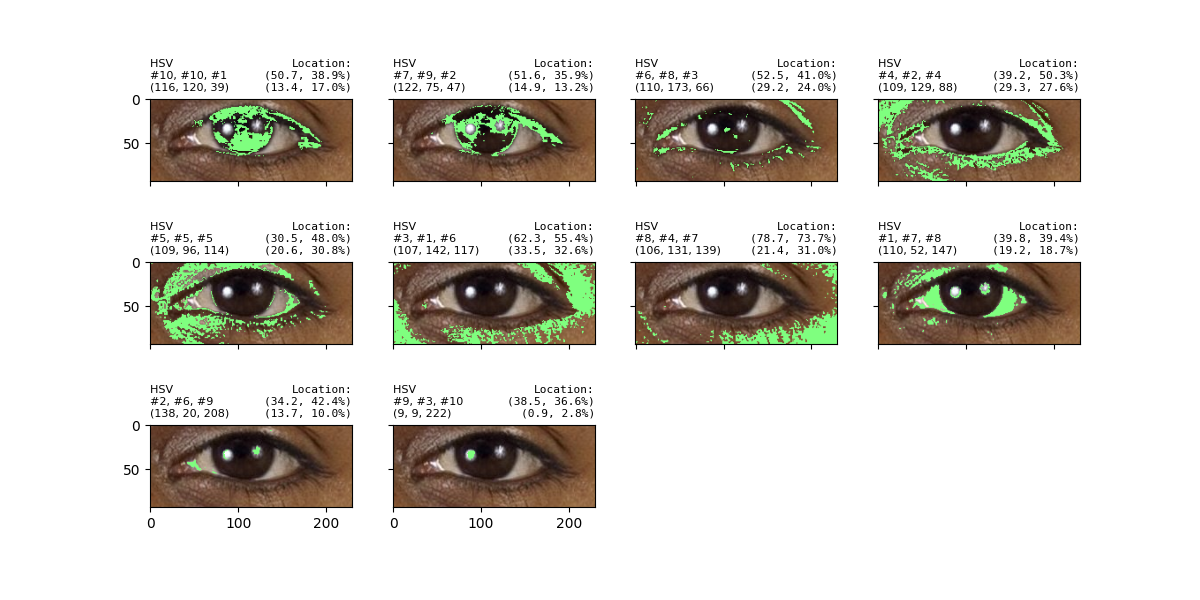 HSV Location:
#10, #10, #1 (50.7, 38.9%)
(116, 120, 39) (13.4, 17.0%)
HSV Location:
#7, #9, #2 (51.6, 35.9%)
(122, 75, 47) (14.9, 13.2%)
HSV Location:
#6, #8, #3 (52.5, 41.0%)
(110, 173, 66) (29.2, 24.0%)
HSV Location:
#4, #2, #4 (39.2, 50.3%)
(109, 129, 88) (29.3, 27.6%)
0
50
HSV Location:
#5, #5, #5 (30.5, 48.0%)
(109, 96, 114) (20.6, 30.8%)
HSV Location:
#3, #1, #6 (62.3, 55.4%)
(107, 142, 117) (33.5, 32.6%)
HSV Location:
#8, #4, #7 (78.7, 73.7%)
(106, 131, 139) (21.4, 31.0%)
HSV Location:
#1, #7, #8 (39.8, 39.4%)
(110, 52, 147) (19.2, 18.7%)
0
50
HSV Location:
#2, #6, #9 (34.2, 42.4%)
(138, 20, 208) (13.7, 10.0%)
HSV Location:
#9, #3, #10 (38.5, 36.6%)
(9, 9, 222) (0.9, 2.8%)
0
50
0 100 200
0 100 200